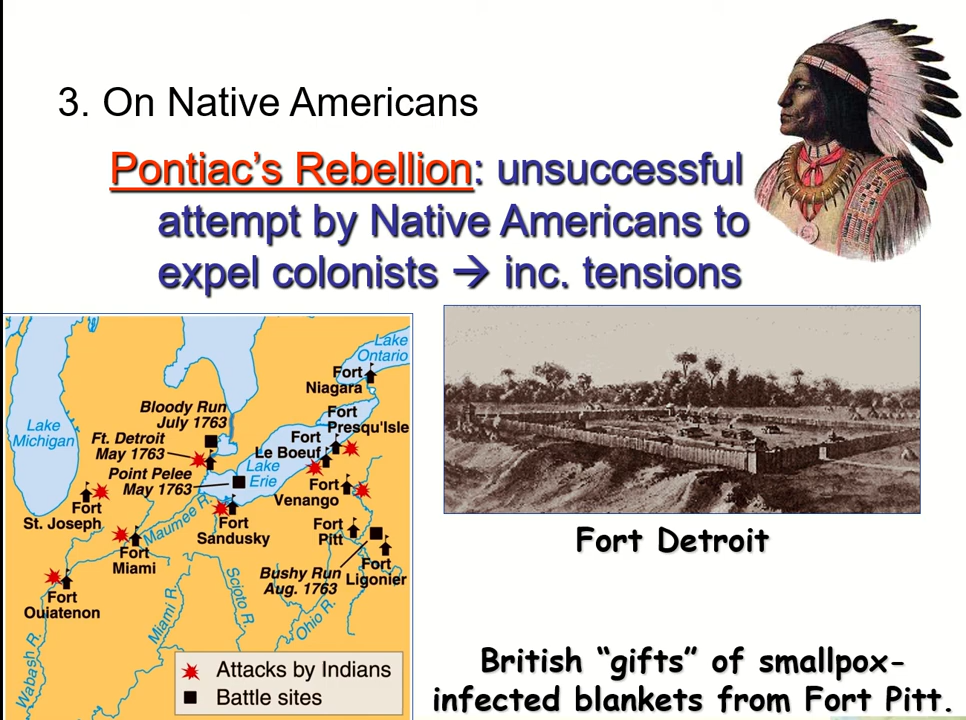 3. On Native Americans
Pontiac’s Rebellion: unsuccessful
attempt by Native Americans to
expel colonists → inc. tensions
Lake
Ontario
Fort
Niagara
Fort
Presqu'Isle
Bloody Run
July 1763
Lake
Michigan
Ft. Detroit
May 1763
Fort
Le Boeuf
Point Pelee
May 1763
Lake
Erie
Fort
Venango
Fort
St. Joseph
Maumee R.
Fort
Sandusky
Fort
Pitt
Fort
Miami
Fort
Ligonier
Bushy Run
Aug. 1763
Fort
Ouiatenon
Miami R.
Scioto R.
Ohio R.
Wabash R.
Attacks by Indians
Battle sites
Fort Detroit
British “gifts” of smallpox-
infected blankets from Fort Pitt.